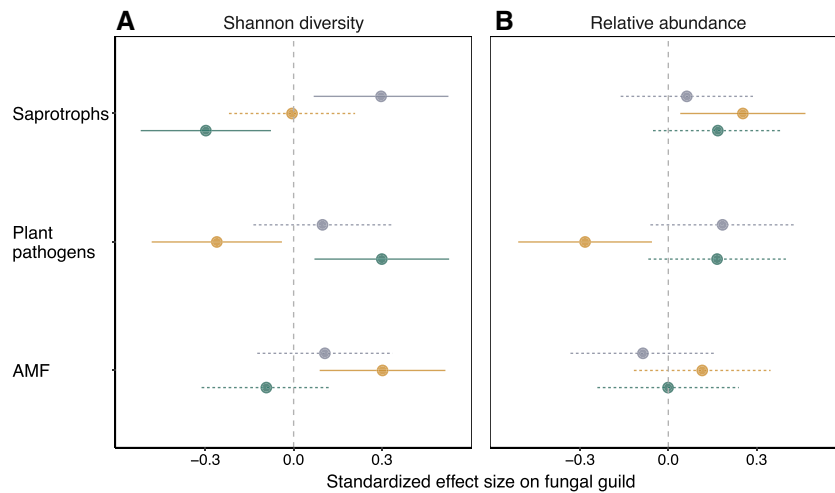 A
Shannon diversity
B
Relative abundance
Saprotrophs
Plant
pathogens
AMF
−0.3
0.0
0.3
−0.3
0.0
0.3
Standardized effect size on fungal guild